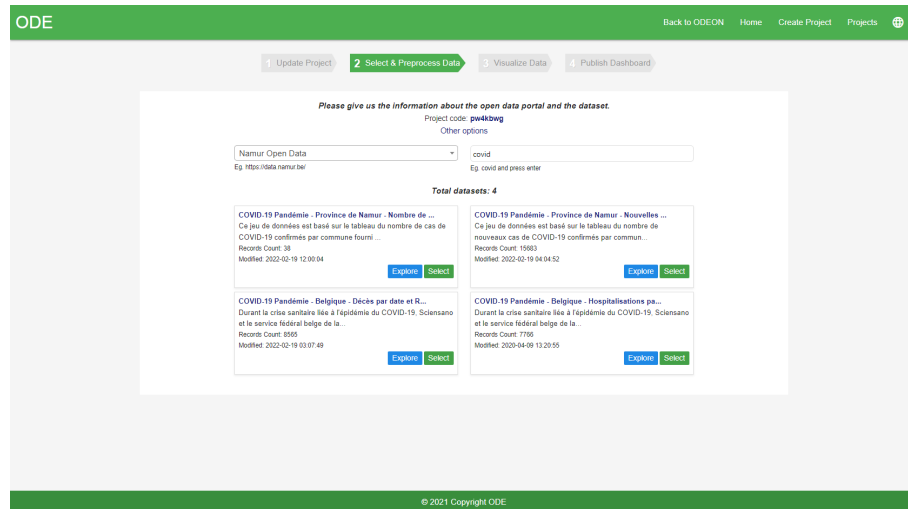 ODE
Back to ODEON Home Create Project Projects
1 Update Project 2 Select & Preprocess Data 3 Visualize Data 4 Publish Dashboard
Please give us the information about the open data portal and the dataset.
Project code: pw4kbwg
Other options
Namur Open Data
covid
Eg. https://data.namur.be/
Eg. covid and press enter
Total datasets: 4
COVID-19 Pandémie - Province de Namur - Nombre de ...
Ce jeu de données est basé sur le tableau du nombre de cas de
COVID-19 confirmés par commune fourni ...
Records Count: 38
Modified: 2022-02-19 12:00:04
Explore Select
COVID-19 Pandémie - Province de Namur - Nouvelles ...
Ce jeu de données est basé sur le tableau du nombre de
nouveaux cas de COVID-19 confirmés par commun...
Records Count: 15683
Modified: 2022-02-19 04:04:52
Explore Select
COVID-19 Pandémie - Belgique - Décès par date et R...
Durant la crise sanitaire liée à l'épidémie du COVID-19, Sciensano
et le service fédéral belge de la...
Records Count: 8565
Modified: 2022-02-19 03:07:49
Explore Select
COVID-19 Pandémie - Belgique - Hospitalisations pa...
Durant la crise sanitaire liée à l'épidémie du COVID-19, Sciensano
et le service fédéral belge de la...
Records Count: 7766
Modified: 2020-04-09 13:20:55
Explore Select
© 2021 Copyright ODE